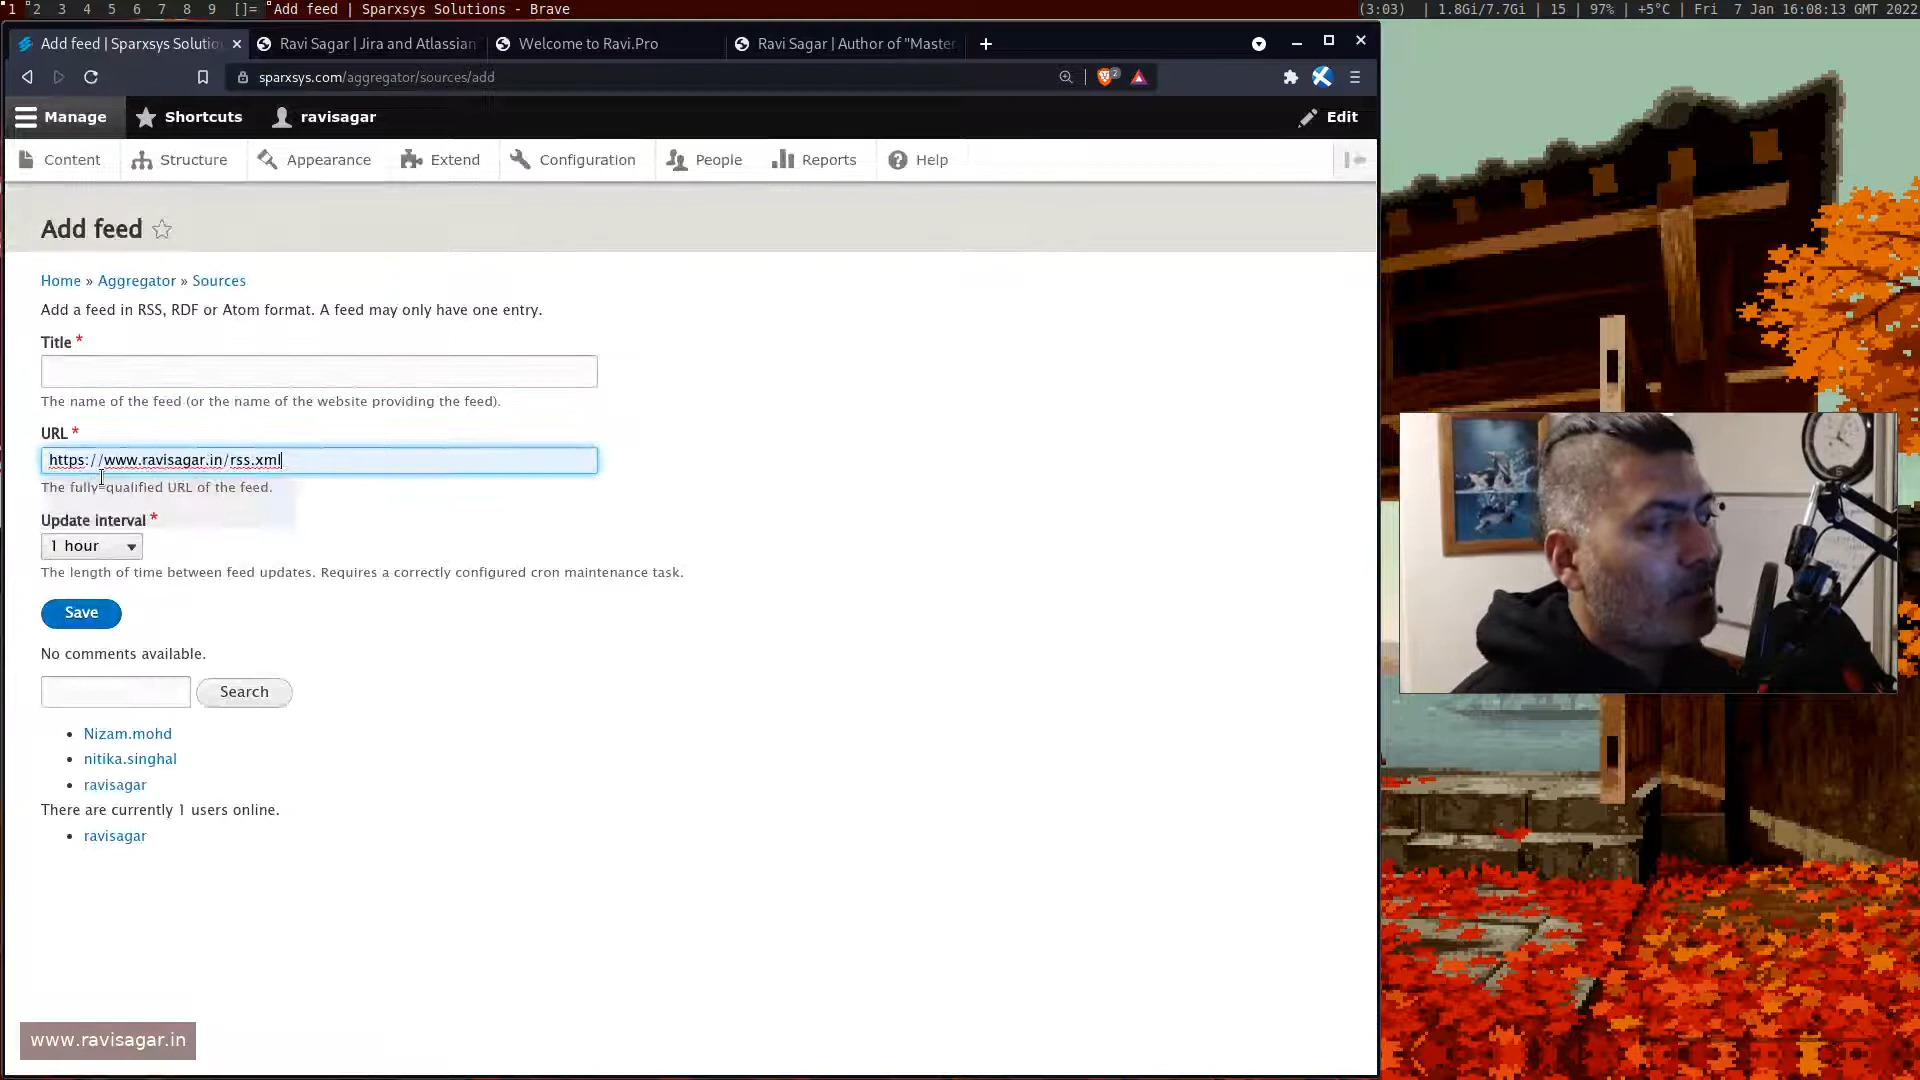 1 2 3 4 5 6 7 8 9 []= Add feed | Sparxsys Solutions - Brave (3:03) | 1.8Gi/7.7Gi | 15 | 97% | +5°C | Fri 7 Jan 16:08:13 GMT 2022
Add feed | Sparxsys Solutio Ravi Sagar | Jira and Atlassian Welcome to Ravi.Pro Ravi Sagar | Author of "Master
sparxsys.com/aggregator/sources/add 2
Manage Shortcuts ravisagar Edit
Content Structure Appearance Extend Configuration People Reports Help
Add feed
Home » Aggregator » Sources
Add a feed in RSS, RDF or Atom format. A feed may only have one entry.
Title *
The name of the feed (or the name of the website providing the feed).
URL *
https://www.ravisagar.in/rss.xml
The fully-qualified URL of the feed.
Update interval *
1 hour
The length of time between feed updates. Requires a correctly configured cron maintenance task.
Save
No comments available.
Search
Nizam.mohd
nitika.singhal
ravisagar
There are currently 1 users online.
ravisagar
www.ravisagar.in